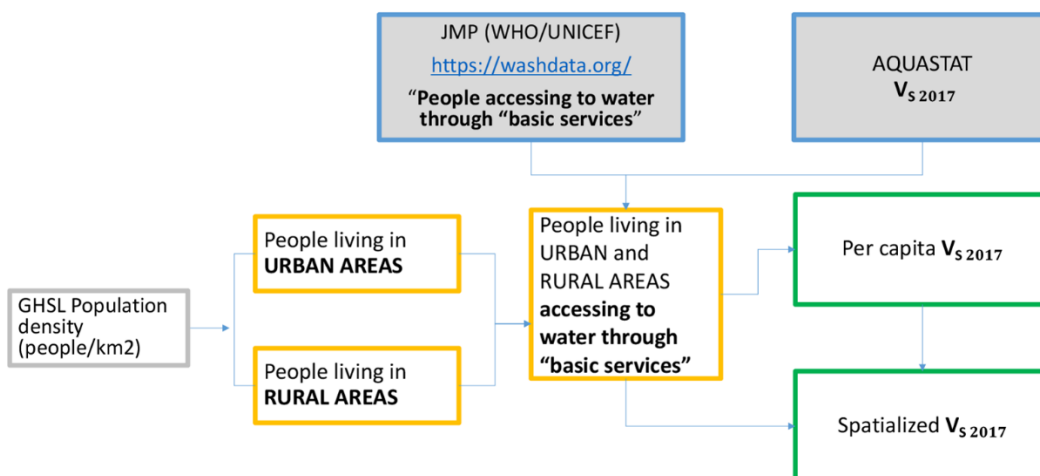 JMP (WHO/UNICEF)
https://washdata.org/
“People accessing to water
through “basic services”
AQUASTAT
Vs 2017
People living in
URBAN AREAS
GHSL Population
density
(people/km2)
People living in
RURAL AREAS
People living in
URBAN and
RURAL AREAS
accessing to
water through
“basic services”
Per capita Vs 2017
Spatialized Vs 2017